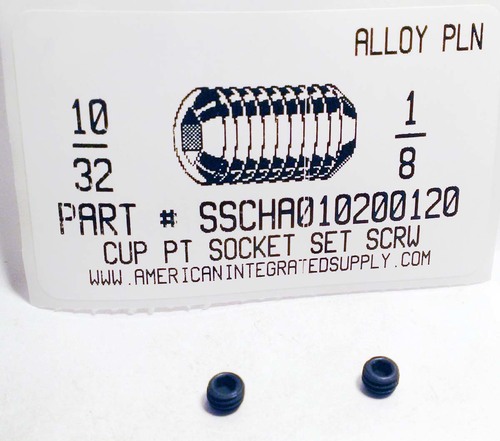 ALLOY PLN
10
32
1
8
PART # SSCHA010200120
CUP PT SOCKET SET SCRW
WWW.AMERICANINTEGRATEDSUPPLY.COM